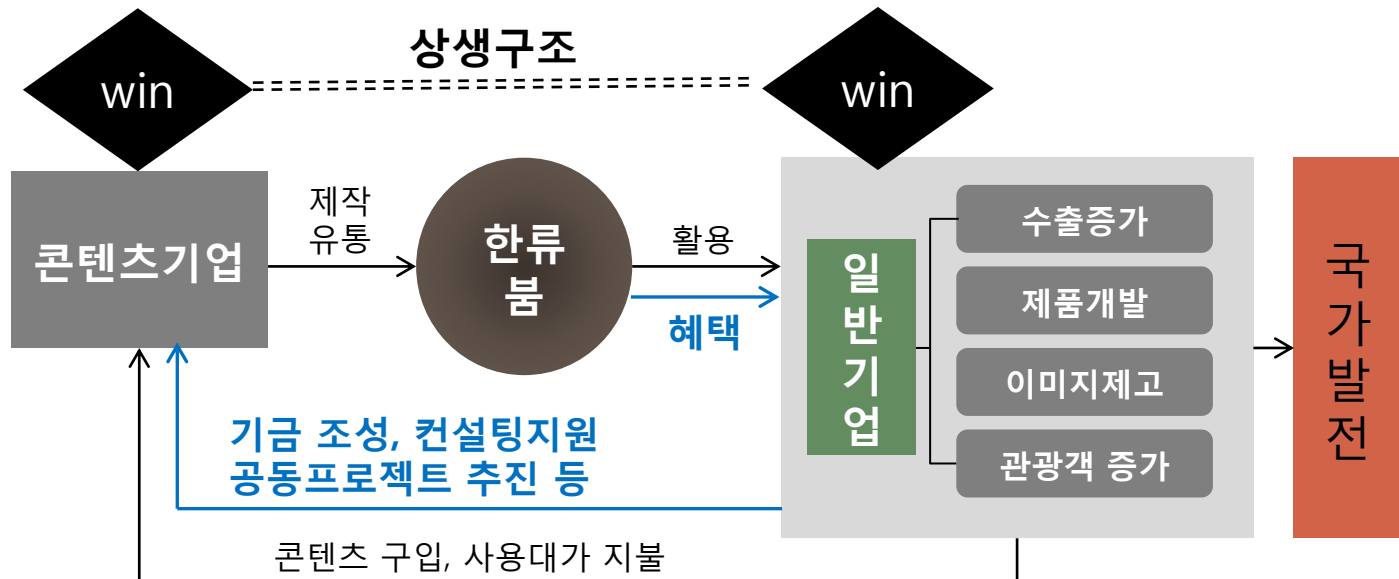 상생구조
win
win
콘텐츠기업
제작
유통
한류
붐
활용
혜택
일
반
기
업
수출증가
제품개발
이미지제고
관광객 증가
국
가
발
전
기금 조성, 컨설팅지원
공동프로젝트 추진 등
콘텐츠 구입, 사용대가 지불